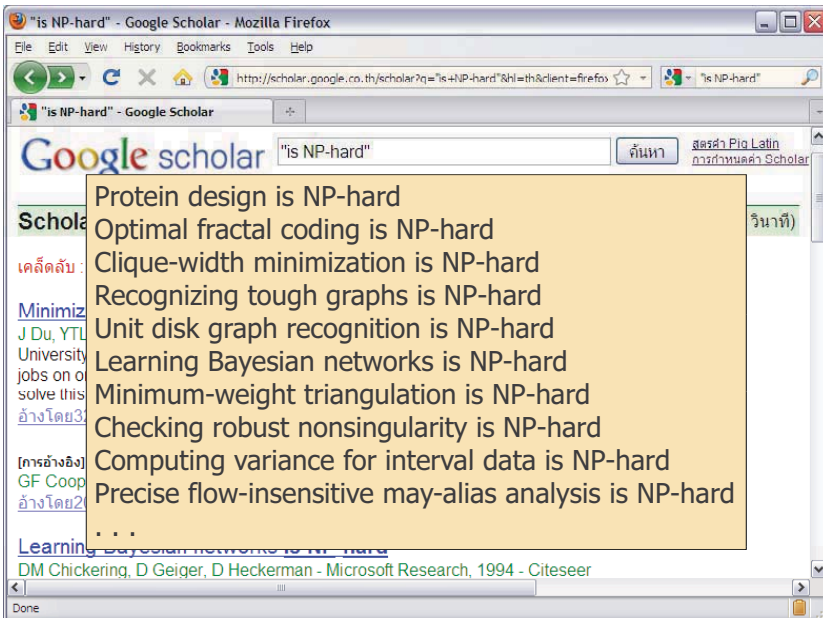 "is NP-hard" - Google Scholar - Mozilla Firefox
File Edit View History Bookmarks Tools Help
http://scholar.google.co.th/scholar?q="is+NP-hard"&hl=th&client=firefox "is NP-hard"
"is NP-hard" - Google Scholar
Google scholar "is NP-hard" ค้นหา สูตรคำ Pig Latin
การกำหนดค่า Scholar
Schola วินาที)
เคล็ดลับ :
Protein design is NP-hard
Optimal fractal coding is NP-hard
Clique-width minimization is NP-hard
Recognizing tough graphs is NP-hard
Unit disk graph recognition is NP-hard
Learning Bayesian networks is NP-hard
Minimum-weight triangulation is NP-hard
Checking robust nonsingularity is NP-hard
Computing variance for interval data is NP-hard
Precise flow-insensitive may-alias analysis is NP-hard
. . .
Minimiz
J Du, YTL
University
jobs on o
solve this
อ้างโดย32
[การอ้างอิง]
GF Coop
อ้างโดย20
Learning Bayesian networks is NP-hard
DM Chickering, D Geiger, D Heckerman - Microsoft Research, 1994 - Citeseer
Done